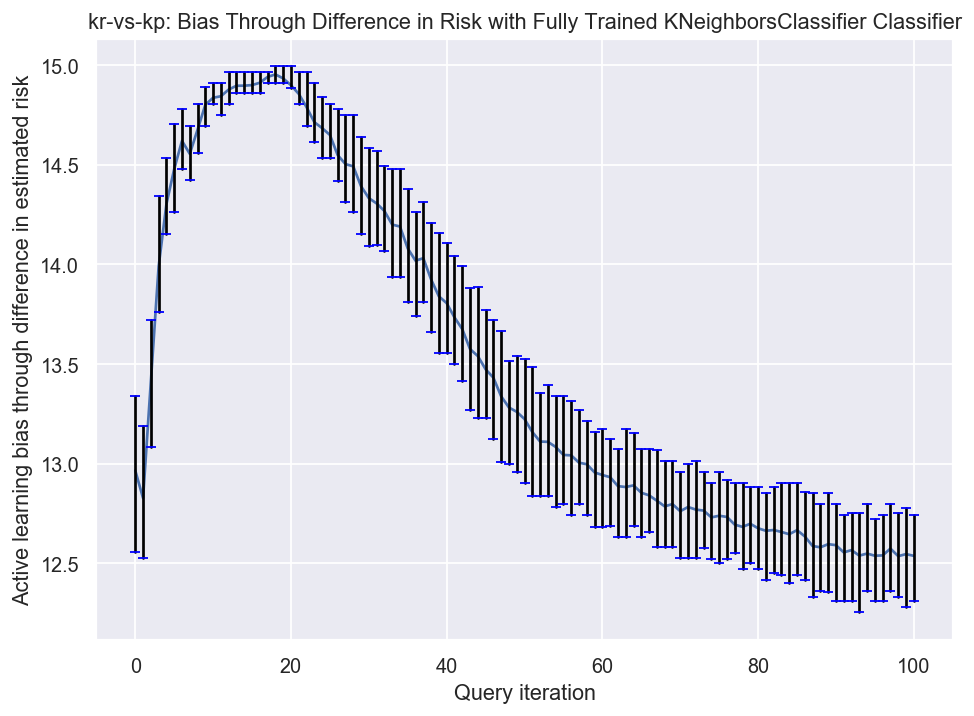 kr-vs-kp: Bias Through Difference in Risk with Fully Trained KNeighborsClassifier Classifier
Active learning bias through difference in estimated risk
15.0
14.5
14.0
13.5
13.0
12.5
0 20 40 60 80 100
Query iteration